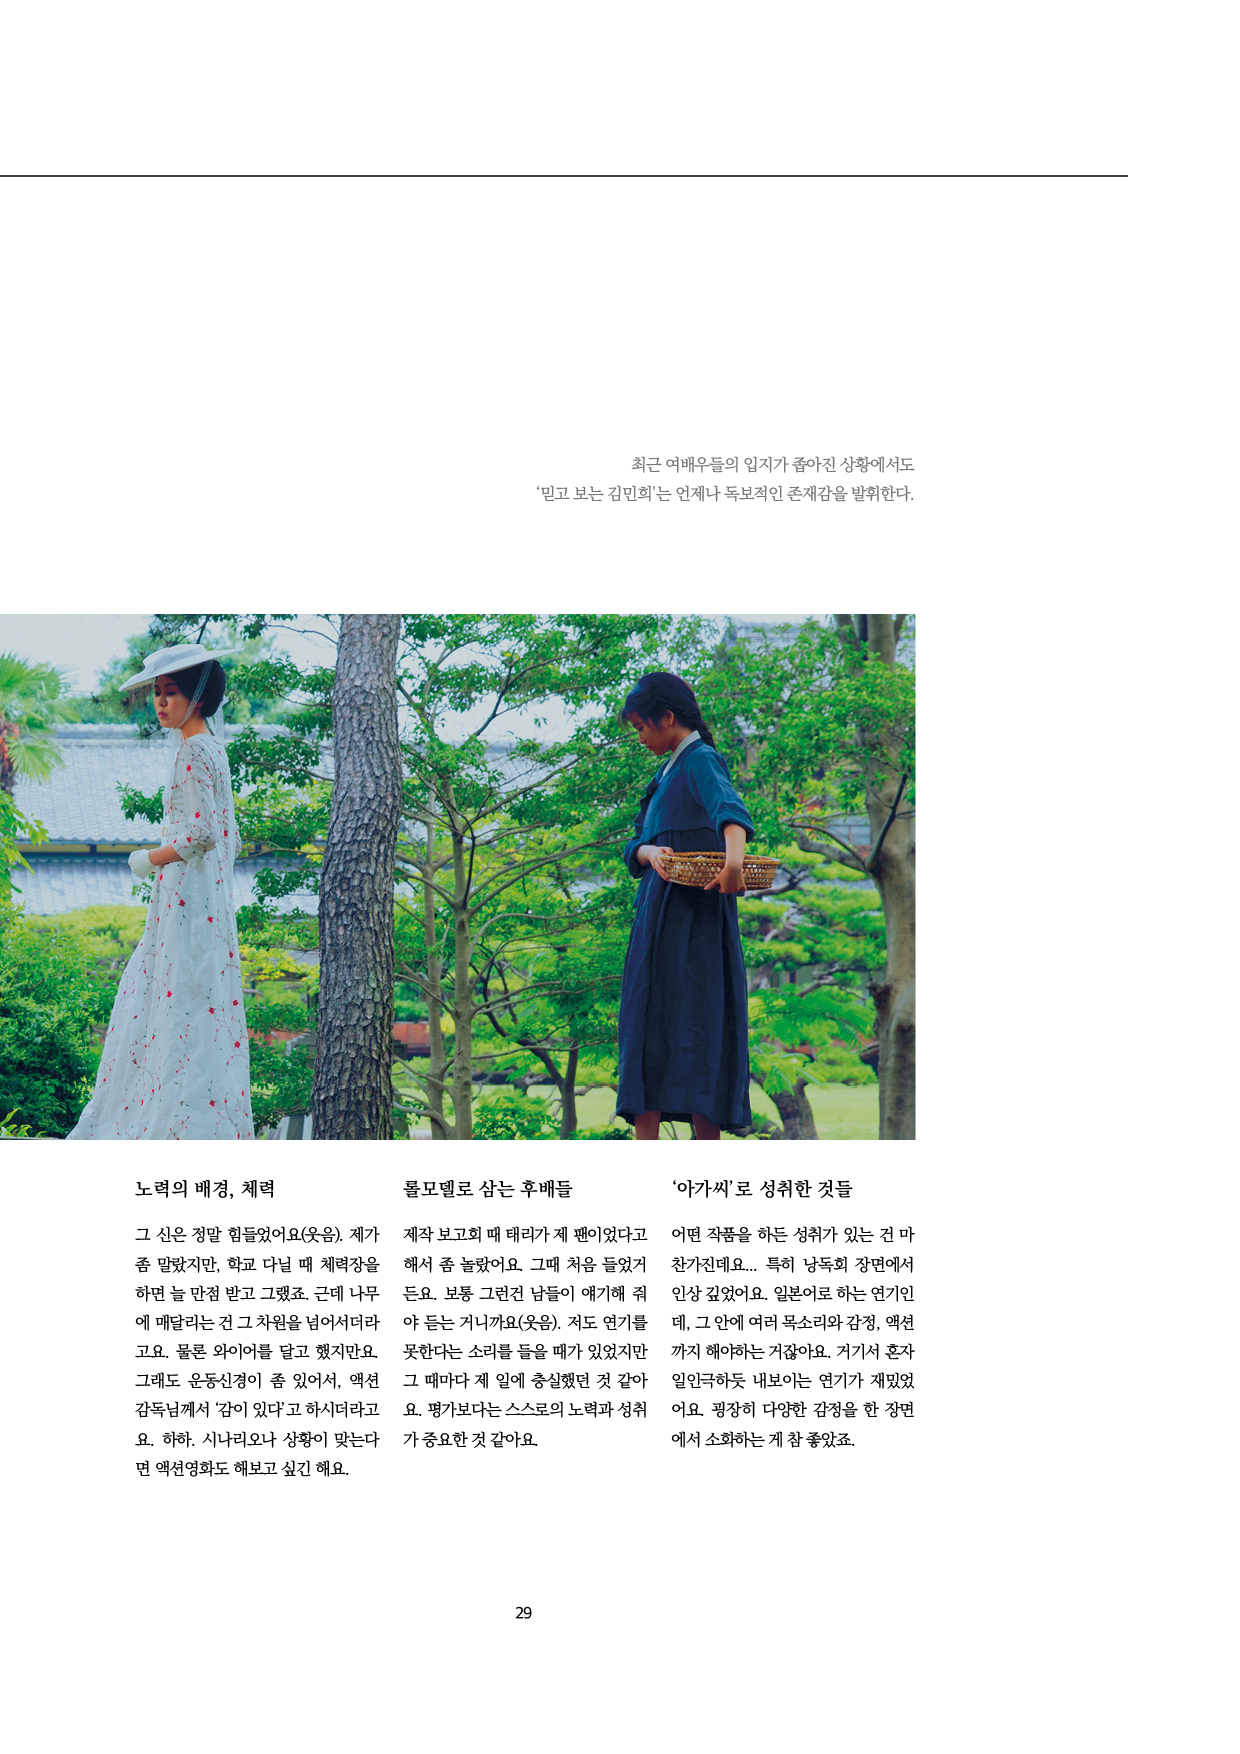 최근 여배우들의 입지가 좁아진 상황에서도
‘믿고 보는 김민희'는 언제나 독보적인 존재감을 발휘한다.
노력의 배경, 체력
그 신은 정말 힘들었어요(웃음). 제가
좀 말랐지만, 학교 다닐 때 체력장을
하면 늘 만점 받고 그랬죠. 근데 나무
에 매달리는 건 그 차원을 넘어서더라
고요. 물론 와이어를 달고 했지만요.
그래도 운동신경이 좀 있어서, 액션
감독님께서 ‘감이 있다’고 하시더라고
요. 하하. 시나리오나 상황이 맞는다
면 액션영화도 해보고 싶긴 해요.
롤모델로 삼는 후배들
제작 보고회 때 태리가 제 팬이었다고
해서 좀 놀랐어요. 그때 처음 들었거
든요. 보통 그런건 남들이 얘기해 줘
야 듣는 거니까요(웃음). 저도 연기를
못한다는 소리를 들을 때가 있었지만
그 때마다 제 일에 충실했던 것 같아
요. 평가보다는 스스로의 노력과 성취
가 중요한 것 같아요.
‘아가씨’로 성취한 것들
어떤 작품을 하든 성취가 있는 건 마
찬가진데요... 특히 낭독회 장면에서
인상 깊었어요. 일본어로 하는 연기인
데, 그 안에 여러 목소리와 감정, 액션
까지 해야하는 거잖아요. 거기서 혼자
일인극하듯 내보이는 연기가 재밌었
어요. 굉장히 다양한 감정을 한 장면
에서 소화하는 게 참 좋았죠.
29